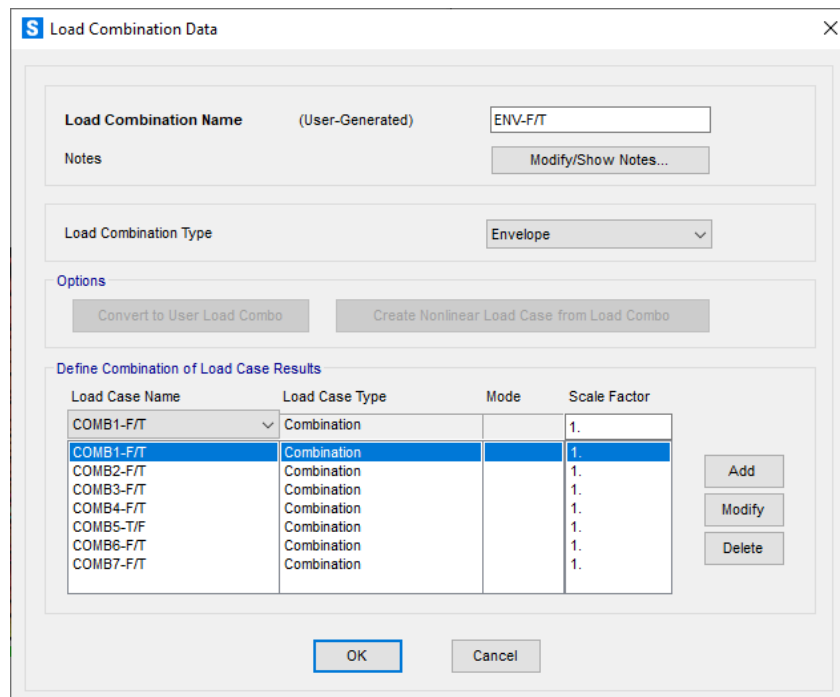 S Load Combination Data
Load Combination Name (User-Generated) ENV-F/T
Notes Modify/Show Notes...
Load Combination Type Envelope
Options
Convert to User Load Combo Create Nonlinear Load Case from Load Combo
Define Combination of Load Case Results
Load Case Name Load Case Type Mode Scale Factor
COMB1-F/T Combination 1.
COMB1-F/T Combination 1.
COMB2-F/T Combination 1.
COMB3-F/T Combination 1.
COMB4-F/T Combination 1.
COMB5-T/F Combination 1.
COMB6-F/T Combination 1.
COMB7-F/T Combination 1.
Add
Modify
Delete
OK Cancel